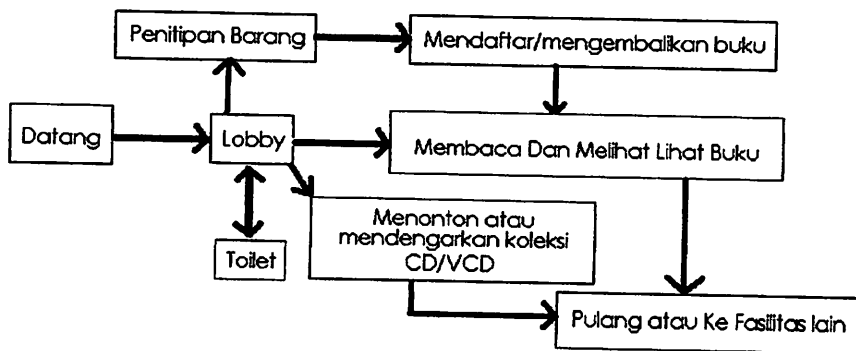 Penitipan Barang
Mendaftar/mengembalikan buku
Datang
Lobby
Membaca Dan Melihat Lihat Buku
Menonton atau
mendengarkan koleksi
CD/VCD
Toilet
Pulang atau Ke Fasilitas lain